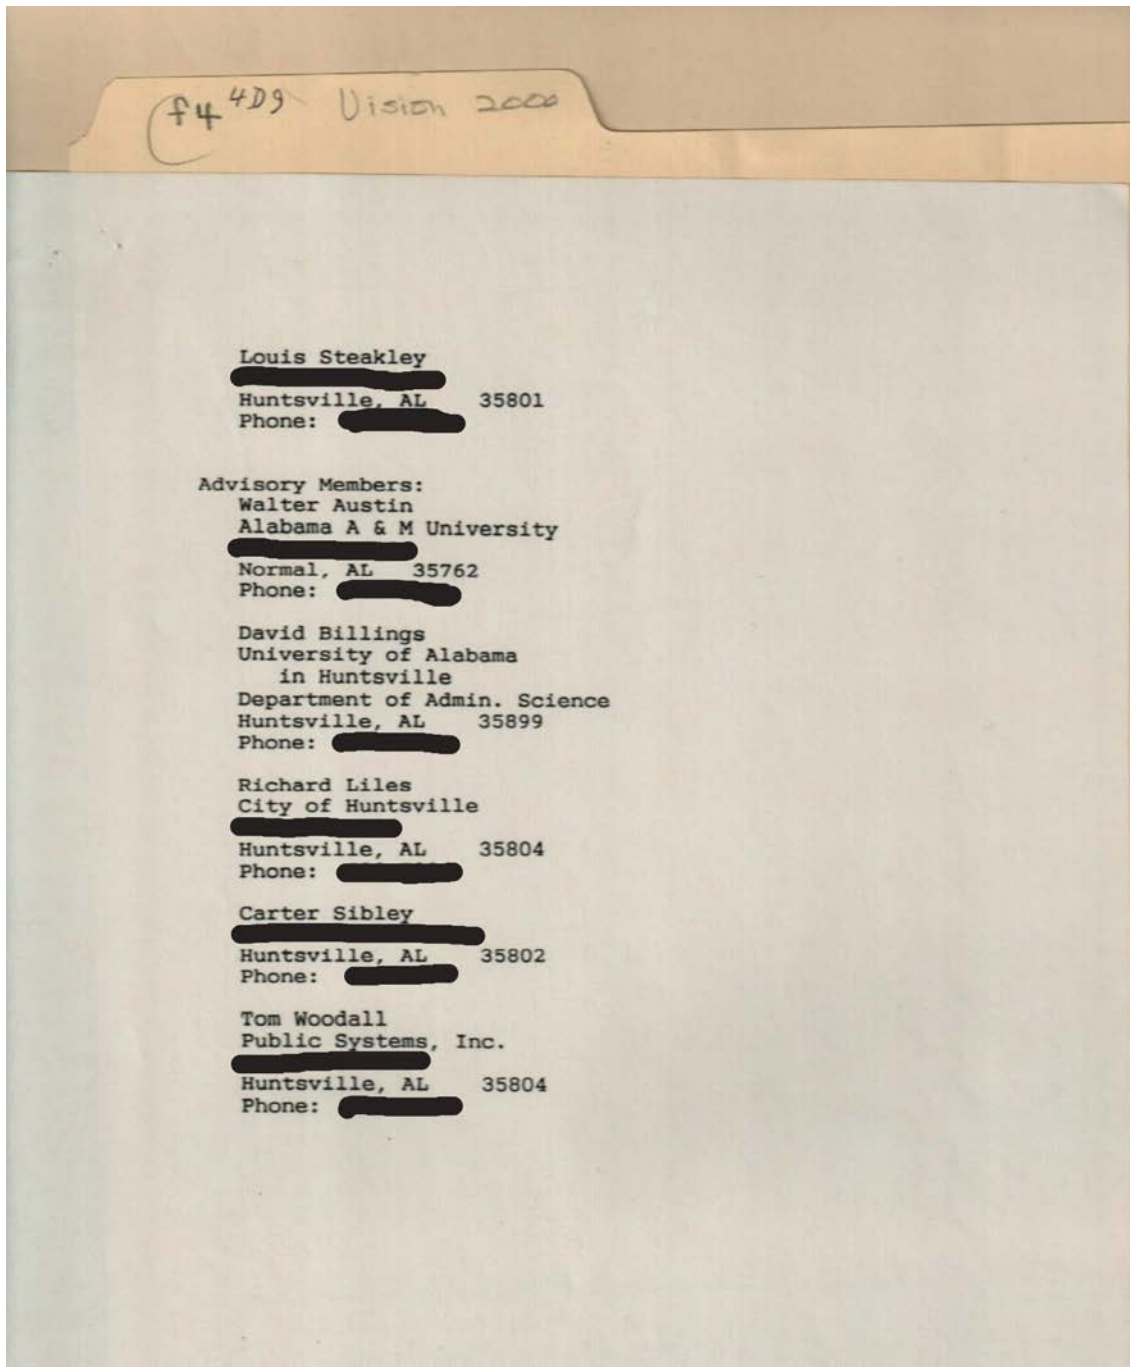 f4 4D9 Vision 2000
Louis Steakley
Huntsville, AL 35801
Phone:
Advisory Members:
Walter Austin
Alabama A & M University
Normal, AL 35762
Phone:
David Billings
University of Alabama
in Huntsville
Department of Admin. Science
Huntsville, AL 35899
Phone:
Richard Liles
City of Huntsville
Huntsville, AL 35804
Phone:
Carter Sibley
Huntsville, AL 35802
Phone:
Tom Woodall
Public Systems, Inc.
Huntsville, AL 35804
Phone: